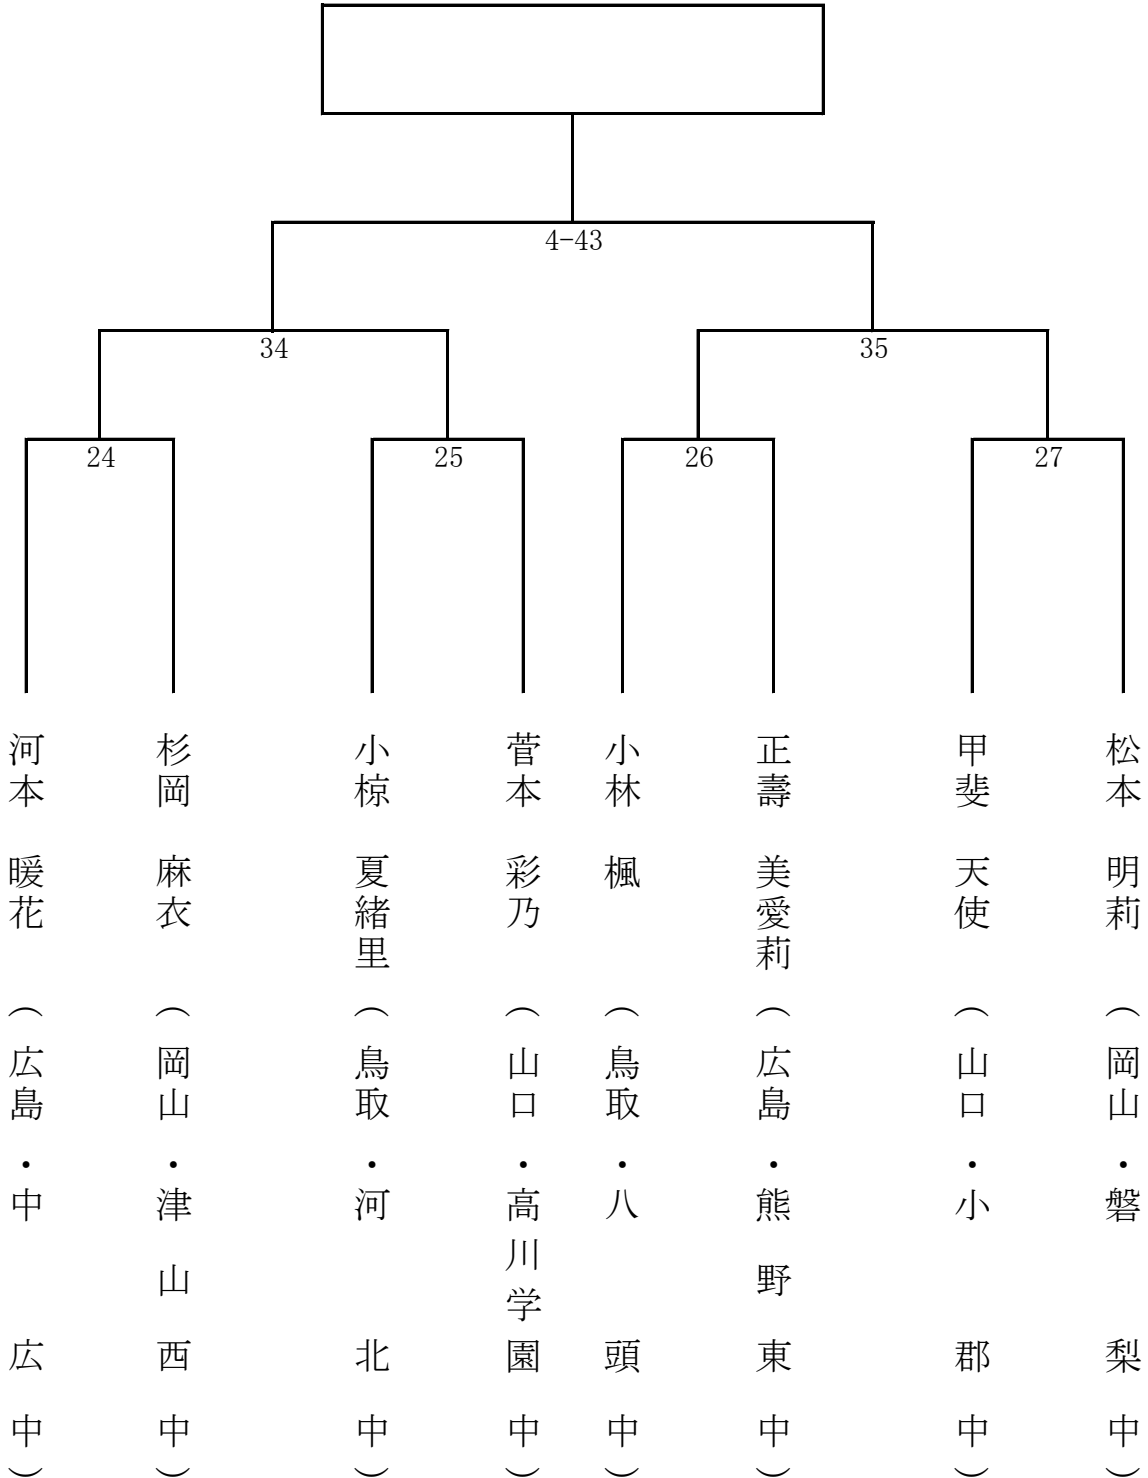 4-43
34
35
24
25
26
27
河本 暖花 （広島・中広中）
杉岡 麻衣 （岡山・津山西中）
小椋 夏緒里 （鳥取・河北中）
菅本 彩乃 （山口・高川学園中）
小林 楓 （鳥取・八頭中）
正壽 美愛莉 （広島・熊野東中）
甲斐 天使 （山口・小郡中）
松本 明莉 （岡山・磐梨中）